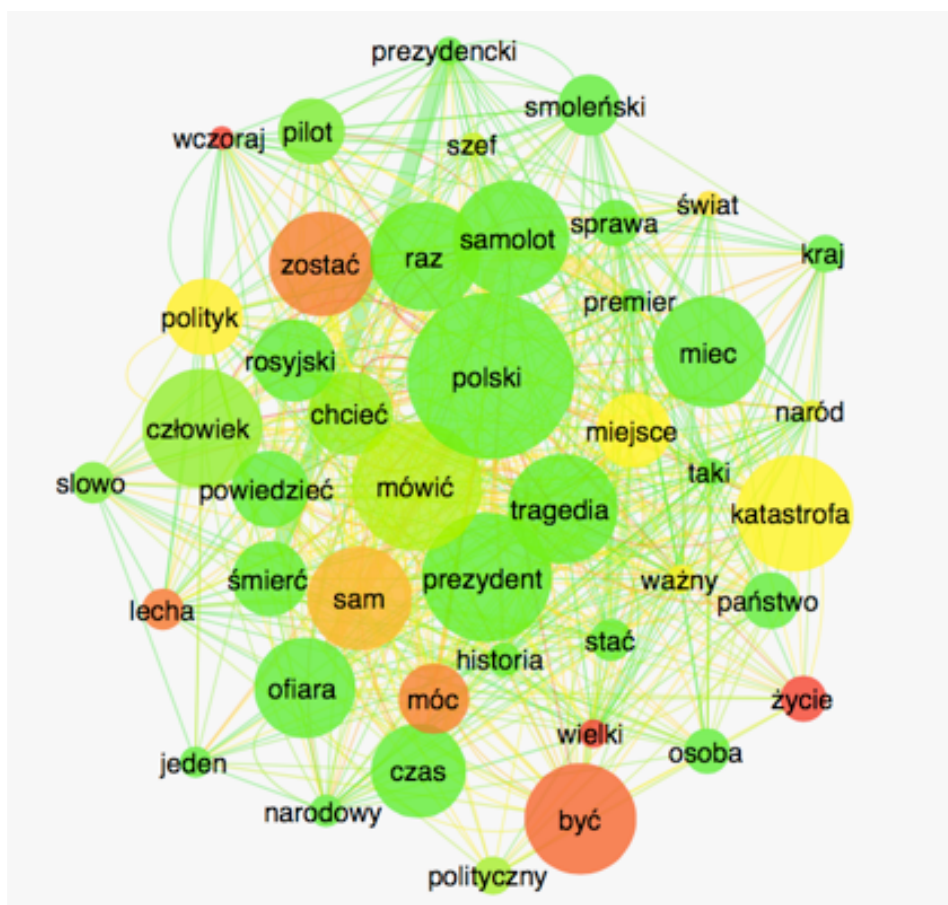 prezydencki
smoleński
pilot
wczoraj
szef
świat
sprawa
samolot
kraj
raz
zostać
premier
polityk
miec
rosyjski
polski
naród
chcieć
człowiek
miejsce
taki
slowo
powiedzieć
mówić
tragedia
katastrofa
śmierć
prezydent
ważny
sam
państwo
lecha
stać
historia
ofiara
móc
życie
wielki
osoba
jeden
czas
narodowy
być
polityczny